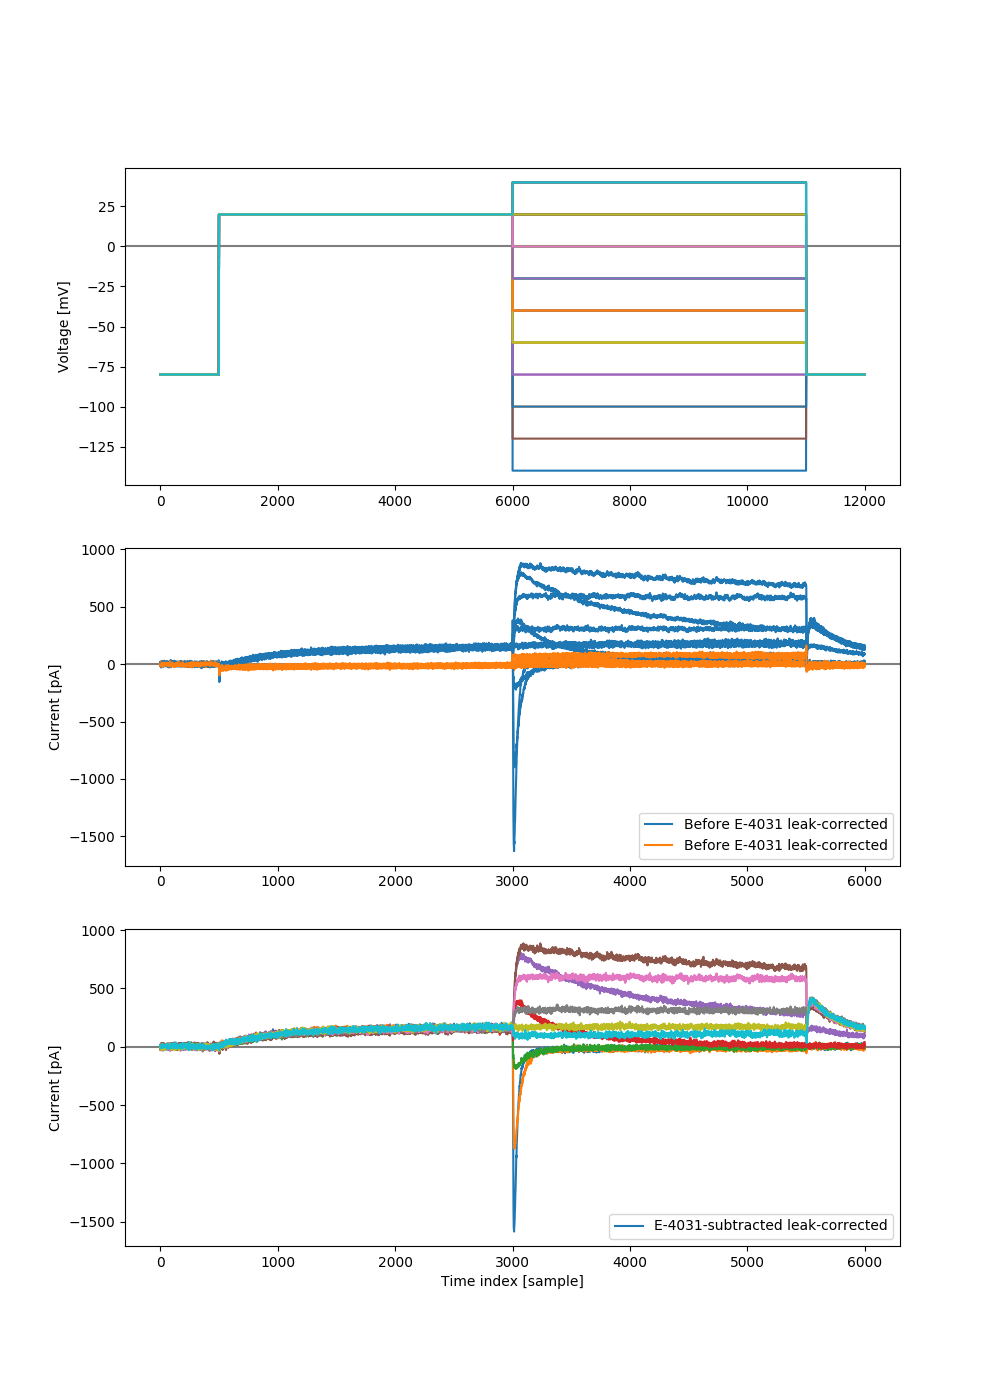 25
0
−25
−50
−75
−100
−125
Voltage [mV]
0 2000 4000 6000 8000 10000 12000
1000
500
0
−500
−1000
−1500
Current [pA]
Before E-4031 leak-corrected
Before E-4031 leak-corrected
0 1000 2000 3000 4000 5000 6000
1000
500
0
−500
−1000
−1500
Current [pA]
E-4031-subtracted leak-corrected
0 1000 2000 3000 4000 5000 6000
Time index [sample]